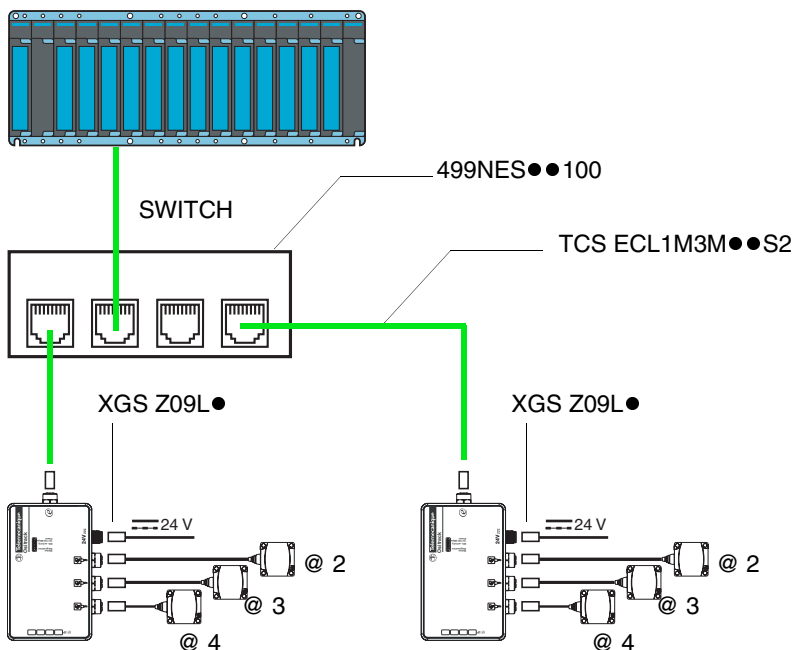 499NES●●100
SWITCH
TCS ECL1M3M●●S2
XGS Z09L●
XGS Z09L●
24 V
24 V
@ 2
@ 2
@ 3
@ 3
@ 4
@ 4